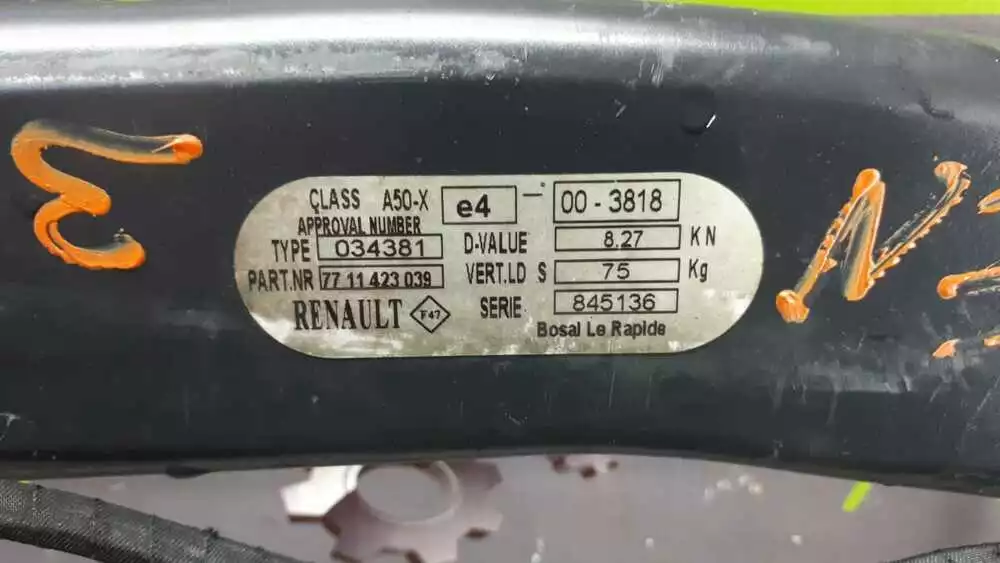 CLASS A50-X e4 - 00 - 3818
APPROVAL NUMBER
TYPE 034381 D-VALUE 8.27 KN
PART.NR 77 11 423 039 VERT.LD S 75 Kg
RENAULT F47 SERIE 845136
Bosal Le Rapide
3
N